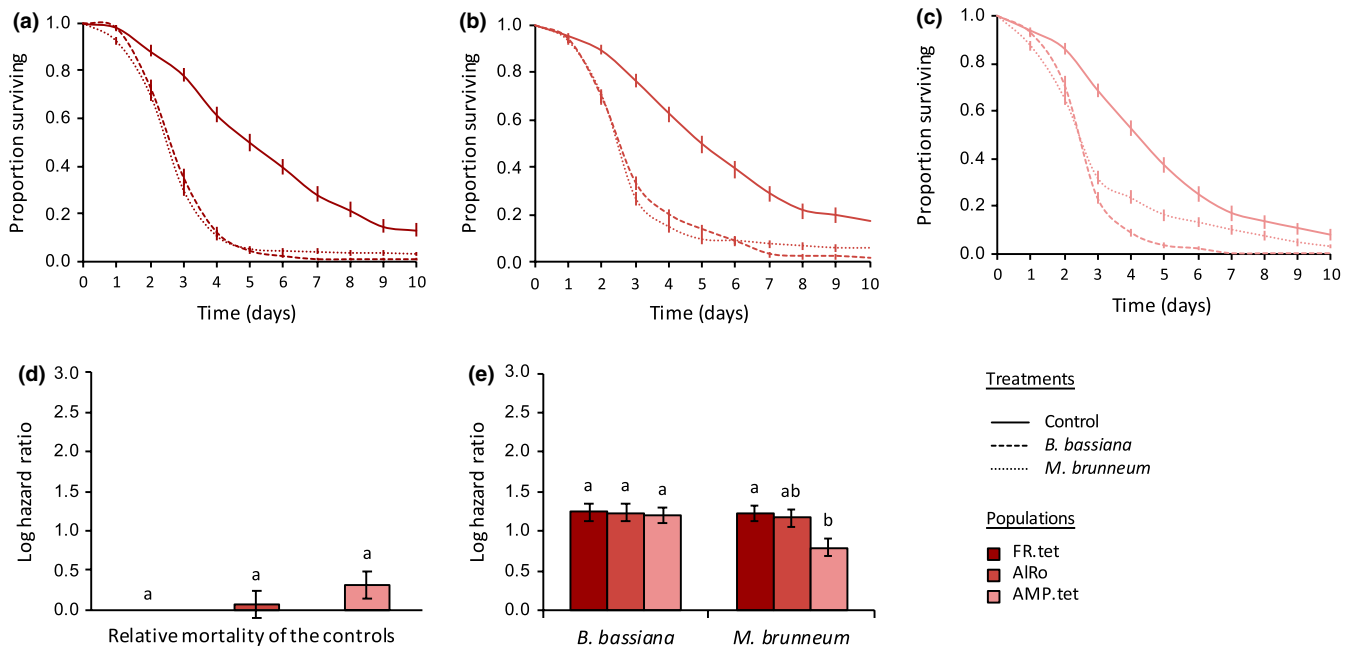 (a)
1.0
0.8
0.6
0.4
0.2
0.0
Proportion surviving
0 1 2 3 4 5 6 7 8 9 10
Time (days)
(b)
1.0
0.8
0.6
0.4
0.2
0.0
Proportion surviving
0 1 2 3 4 5 6 7 8 9 10
Time (days)
(c)
1.0
0.8
0.6
0.4
0.2
0.0
Proportion surviving
0 1 2 3 4 5 6 7 8 9 10
Time (days)
(d)
3.0
2.5
2.0
1.5
1.0
0.5
0.0
Log hazard ratio
a a a
Relative mortality of the controls
(e)
3.0
2.5
2.0
1.5
1.0
0.5
0.0
Log hazard ratio
a a a a ab b
B. bassiana M. brunneum
Treatments
Control
B. bassiana
M. brunneum
Populations
FR.tet
AlRo
AMP.tet